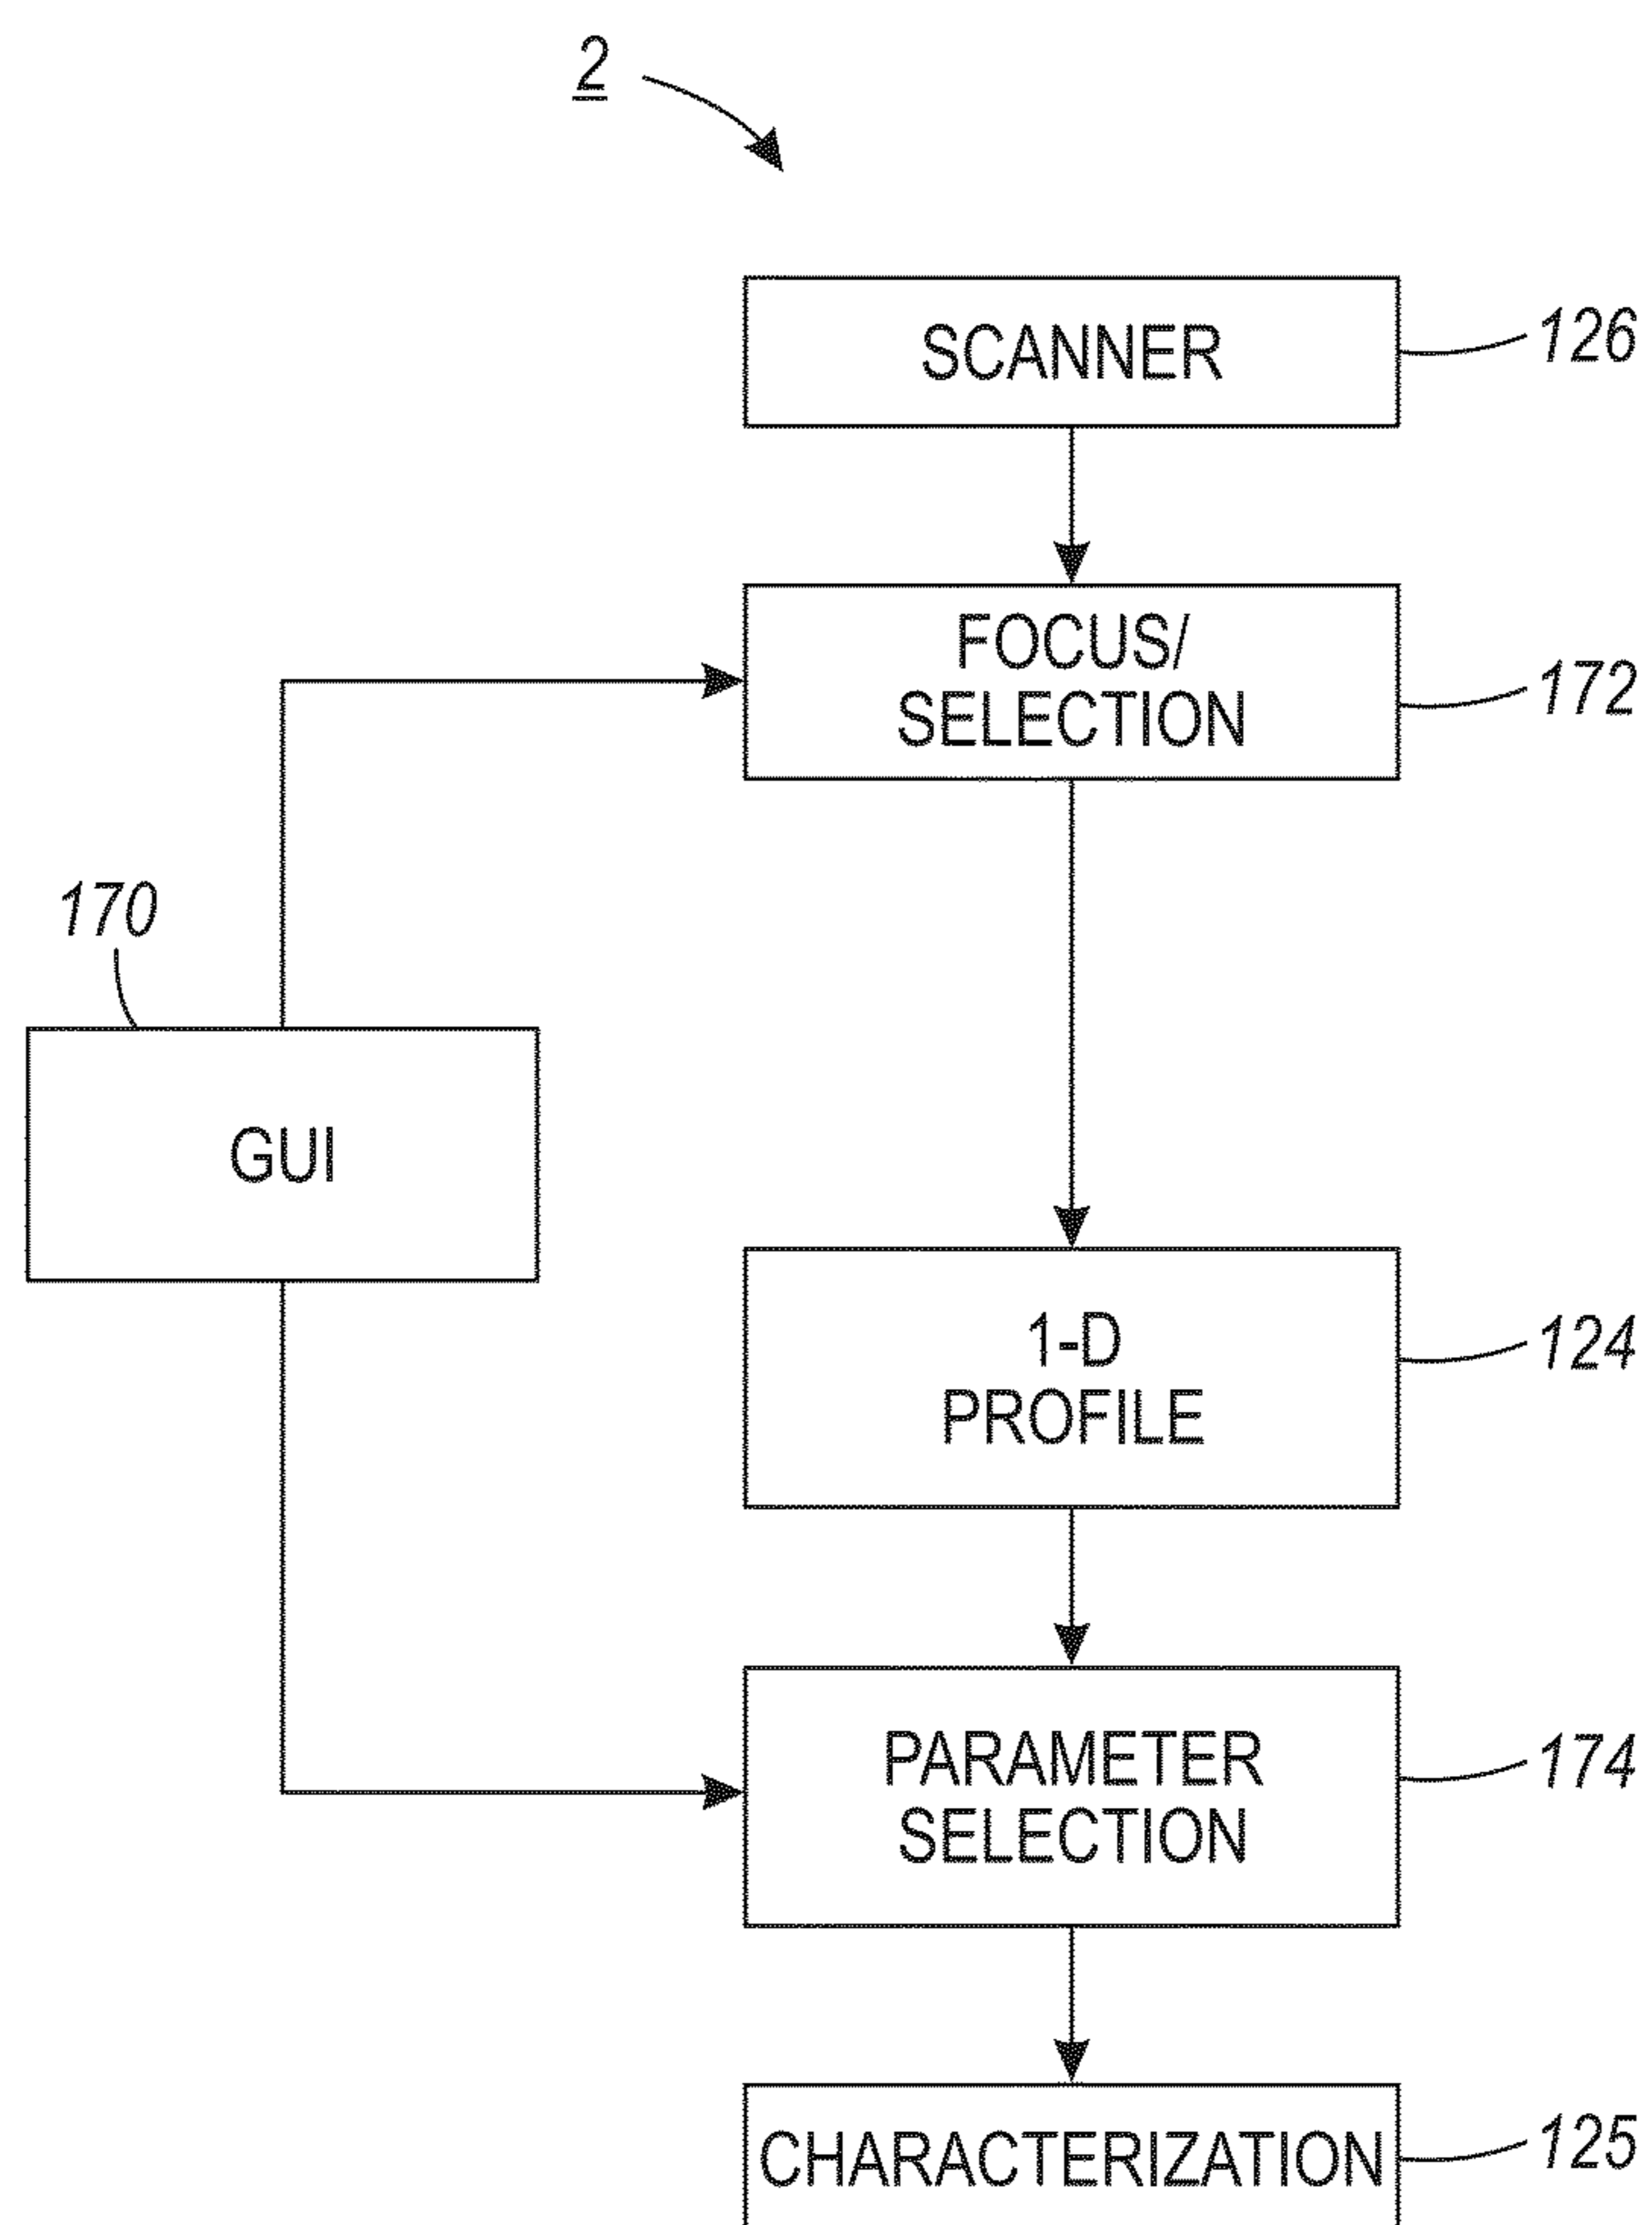 2
SCANNER
126
FOCUS/
SELECTION
172
170
GUI
1-D
PROFILE
124
PARAMETER
SELECTION
174
CHARACTERIZATION
125